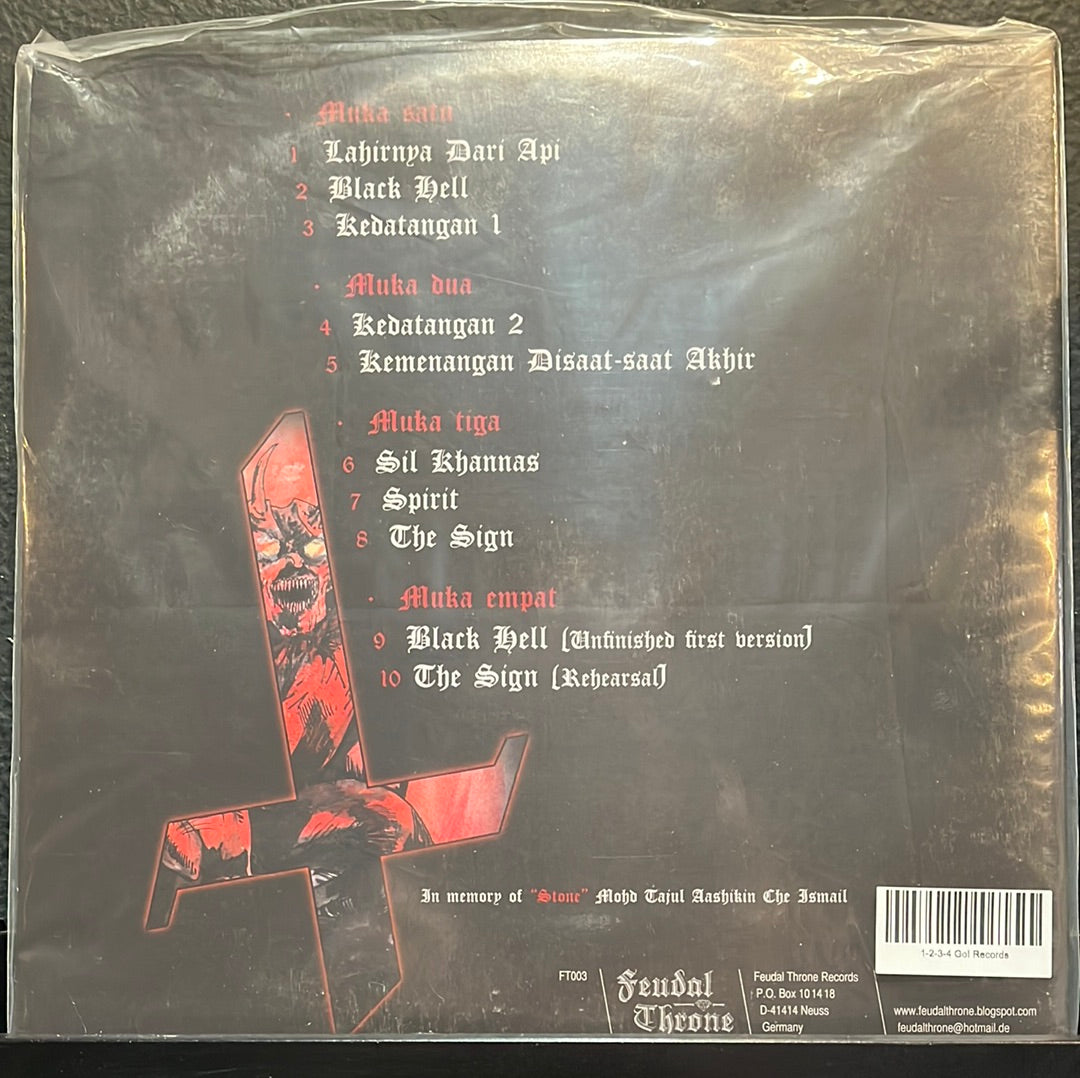 Muka satu
1 Lahirnya Dari Api
2 Black Hell
3 Kedatangan 1
Muka dua
4 Kedatangan 2
5 Kemenangan Disaat-saat Akhir
Muka tiga
6 Sil Khannas
7 Spirit
8 The Sign
Muka empat
9 Black Hell (Unfinished first version)
10 The Sign (Rehearsal)
In memory of "Stone" Mohd Tajul Aashikin Che Ismail
1-2-3-4 Go! Records
FT003
Feudal Throne
Feudal Throne Records
P.O. Box 10 14 18
D-41414 Neuss
Germany
www.feudalthrone.blogspot.com
feudalthrone@hotmail.de